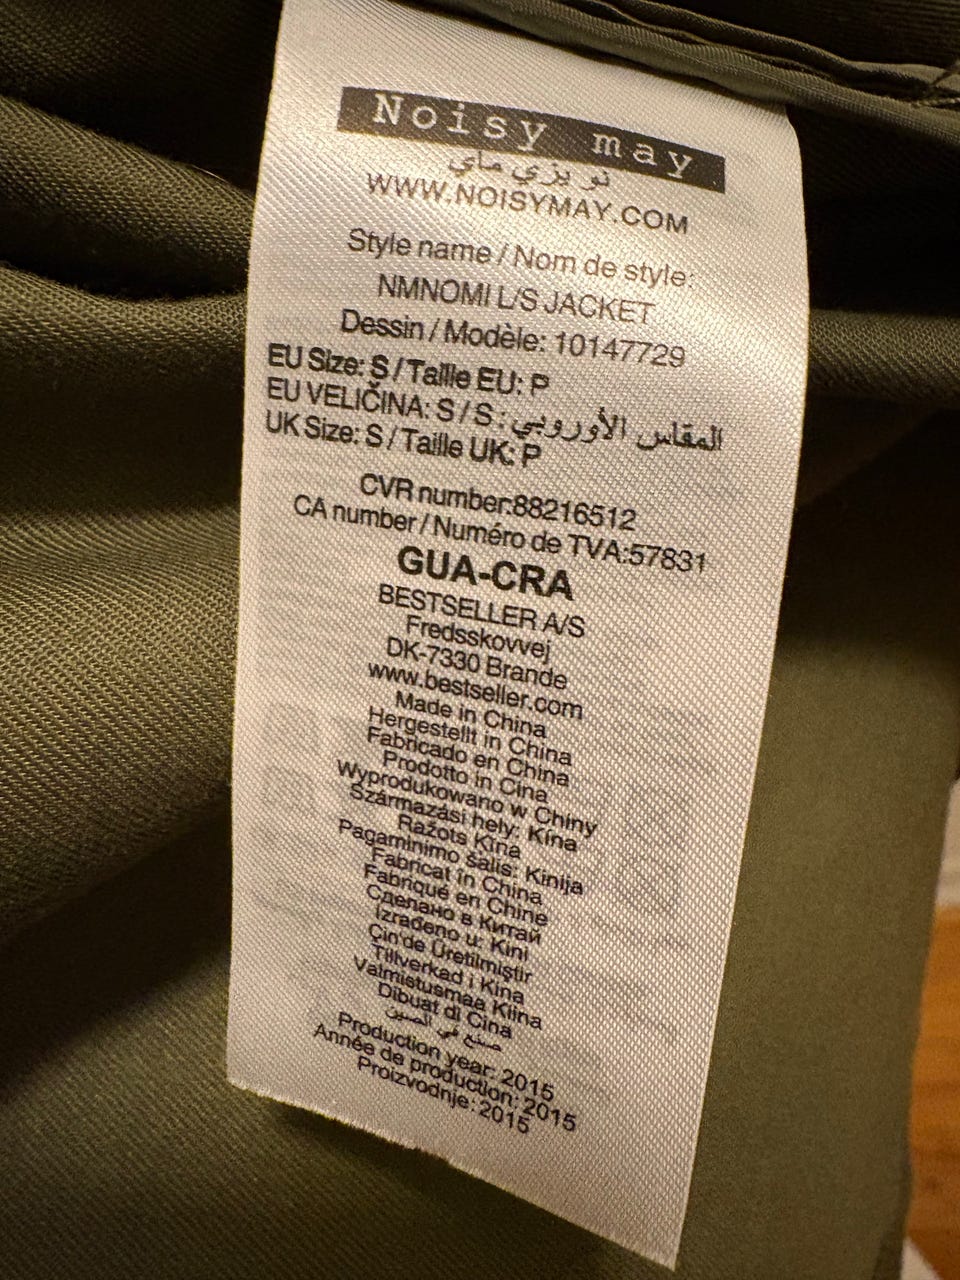 Noisy may
نويزي ماي
WWW.NOISYMAY.COM
Style name / Nom de style:
NMNOMI L/S JACKET
Dessin / Modèle: 10147729
EU Size: S / Taille EU: P
EU VELIČINA: S / S : المقاس الأوروبي
UK Size: S / Taille UK: P
CVR number:88216512
CA number / Numéro de TVA:57831
GUA-CRA
BESTSELLER A/S
Fredsskovvej
DK-7330 Brande
www.bestseller.com
Made in China
Hergestellt in China
Fabricado en China
Prodotto in Cina
Wyprodukowano w Chiny
Származási hely: Kína
Ražots Ķīna
Pagaminimo šalis: Kinija
Fabricat în China
Fabriqué en Chine
Сделано в Китай
Izrađeno u: Kini
Çin'de Üretilmiştir
Tillverkad i Kina
Valmistusmaa Kiina
Dibuat di Cina
صنع في الصين
Production year: 2015
Année de production: 2015
Proizvodnje: 2015